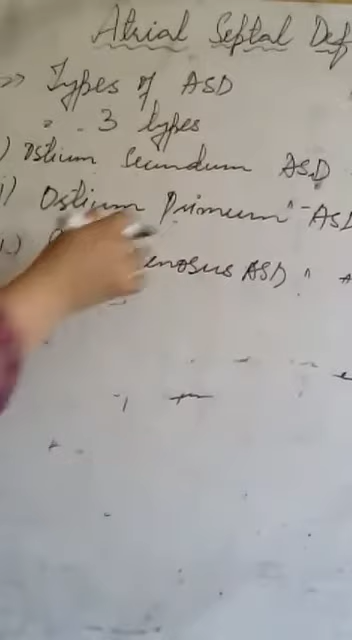 Atrial Septal Def
>> Types of ASD
3 types
) Ostium Secundum ASD
i) Ostium Primum ASD
enosus ASD